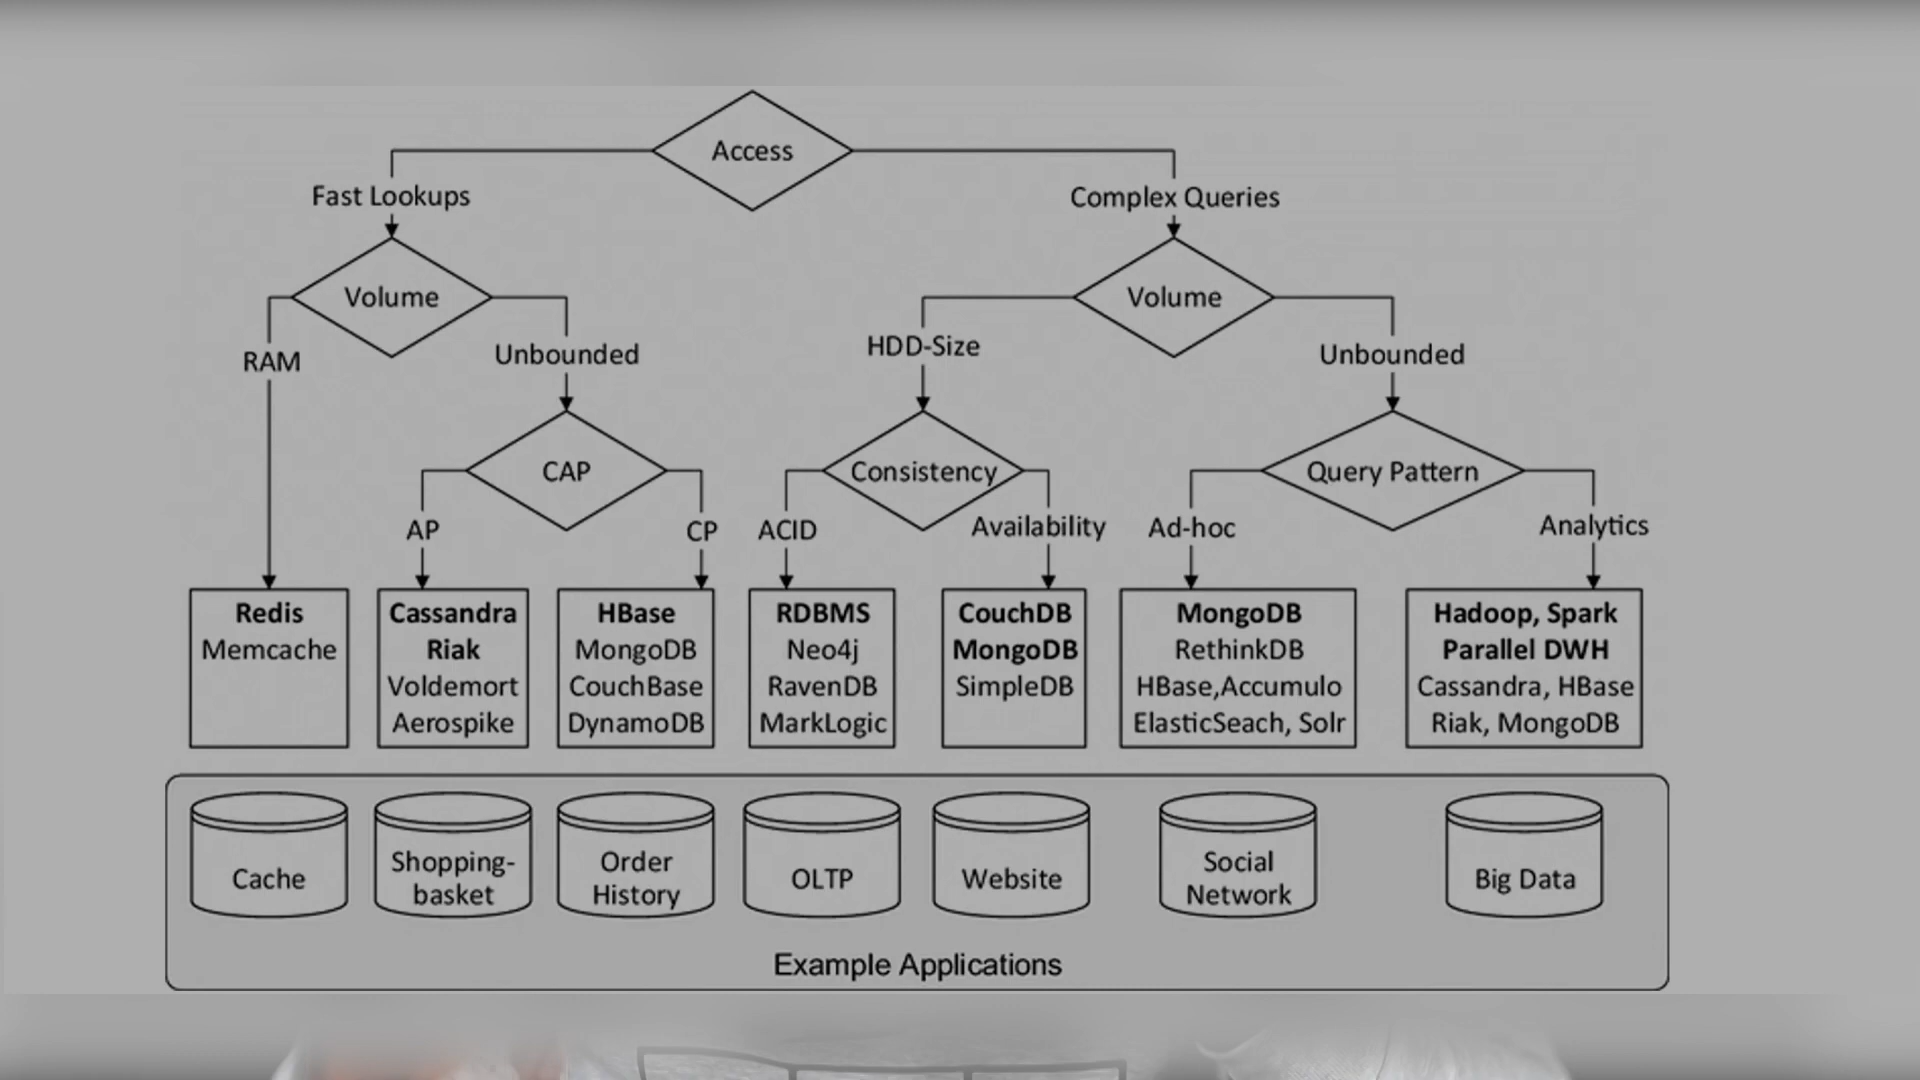 Access
Fast Lookups
Complex Queries
Volume
Volume
RAM
Unbounded
HDD-Size
Unbounded
CAP
Consistency
Query Pattern
AP
CP
ACID
Availability
Ad-hoc
Analytics
Redis
Memcache
Cassandra
Riak
Voldemort
Aerospike
HBase
MongoDB
CouchBase
DynamoDB
RDBMS
Neo4j
RavenDB
MarkLogic
CouchDB
MongoDB
SimpleDB
MongoDB
RethinkDB
HBase,Accumulo
ElasticSeach, Solr
Hadoop, Spark
Parallel DWH
Cassandra, HBase
Riak, MongoDB
Cache
Shopping-
basket
Order
History
OLTP
Website
Social
Network
Big Data
Example Applications